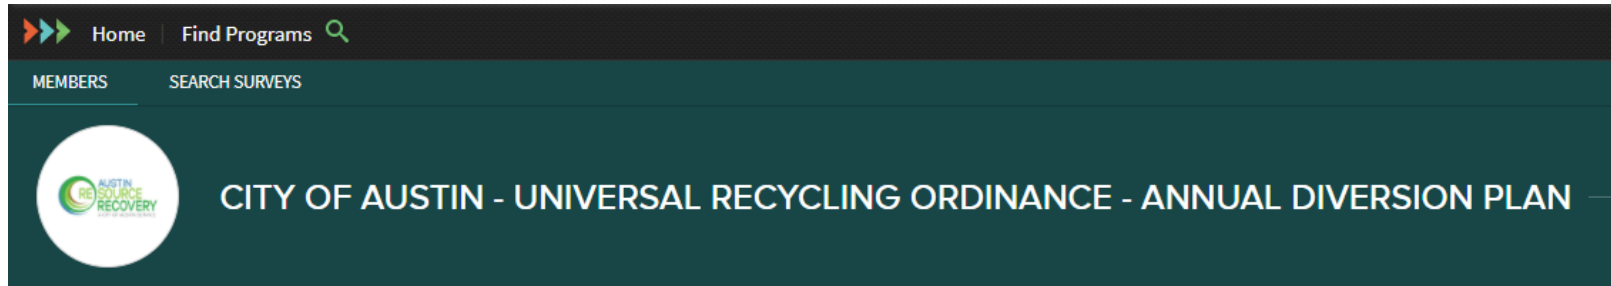 Home Find Programs
MEMBERS SEARCH SURVEYS
AUSTIN
RE SOURCE
RECOVERY
CITY OF AUSTIN - UNIVERSAL RECYCLING ORDINANCE - ANNUAL DIVERSION PLAN